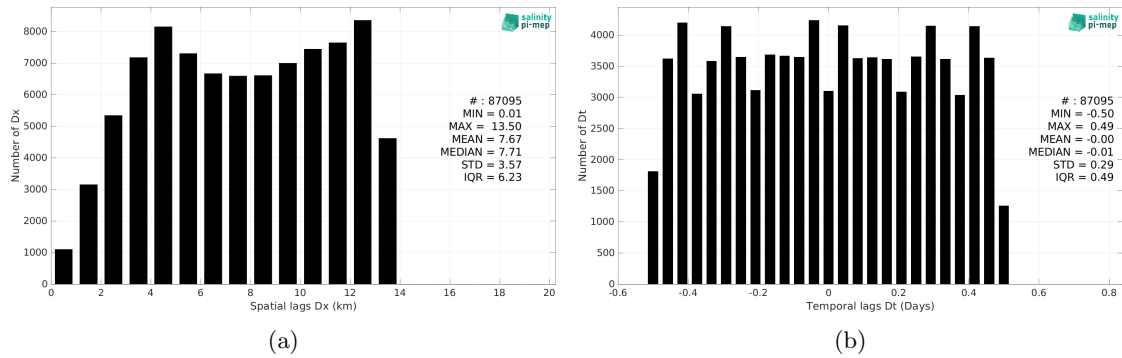 salinity
pi-mep
8000
7000
6000
5000
4000
3000
2000
1000
0
Number of Dx
# : 87095
MIN = 0.01
MAX = 13.50
MEAN = 7.67
MEDIAN = 7.71
STD = 3.57
IQR = 6.23
0 2 4 6 8 10 12 14 16 18 20
Spatial lags Dx (km)
(a)
salinity
pi-mep
4000
3500
3000
2500
2000
1500
1000
500
0
Number of Dt
# : 87095
MIN = -0.50
MAX = 0.49
MEAN = -0.00
MEDIAN = -0.01
STD = 0.29
IQR = 0.49
-0.6 -0.4 -0.2 0 0.2 0.4 0.6 0.8
Temporal lags Dt (Days)
(b)